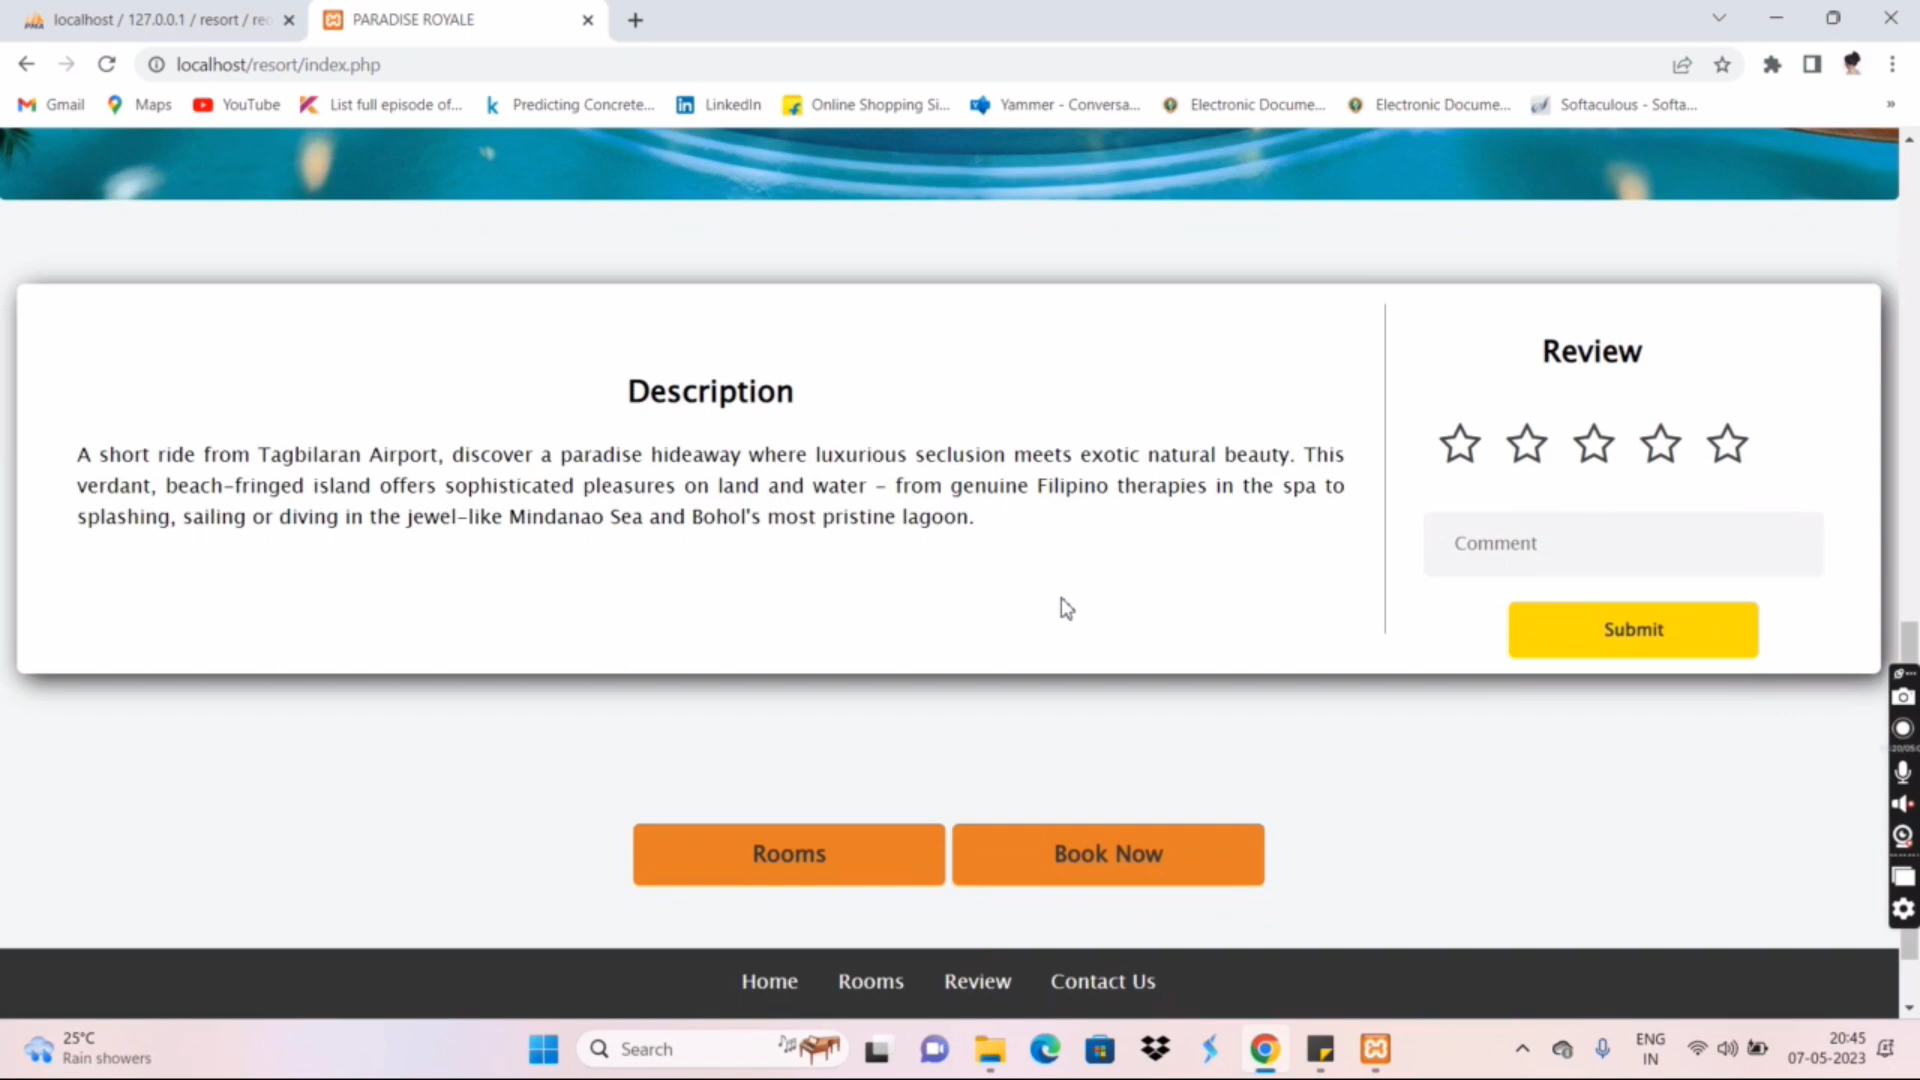 localhost / 127.0.0.1 / resort / re
PARADISE ROYALE
localhost/resort/index.php
Gmail
Maps
YouTube
List full episode of...
Predicting Concrete...
LinkedIn
Online Shopping Si...
Yammer - Conversa...
Electronic Docume...
Electronic Docume...
Softaculous - Softa...
»
Description
A short ride from Tagbilaran Airport, discover a paradise hideaway where luxurious seclusion meets exotic natural beauty. This
verdant, beach-fringed island offers sophisticated pleasures on land and water – from genuine Filipino therapies in the spa to
splashing, sailing or diving in the jewel-like Mindanao Sea and Bohol's most pristine lagoon.
Review
Comment
Submit
Rooms
Book Now
Home
Rooms
Review
Contact Us
25°C
Rain showers
Search
ENG
IN
20:45
07-05-2023